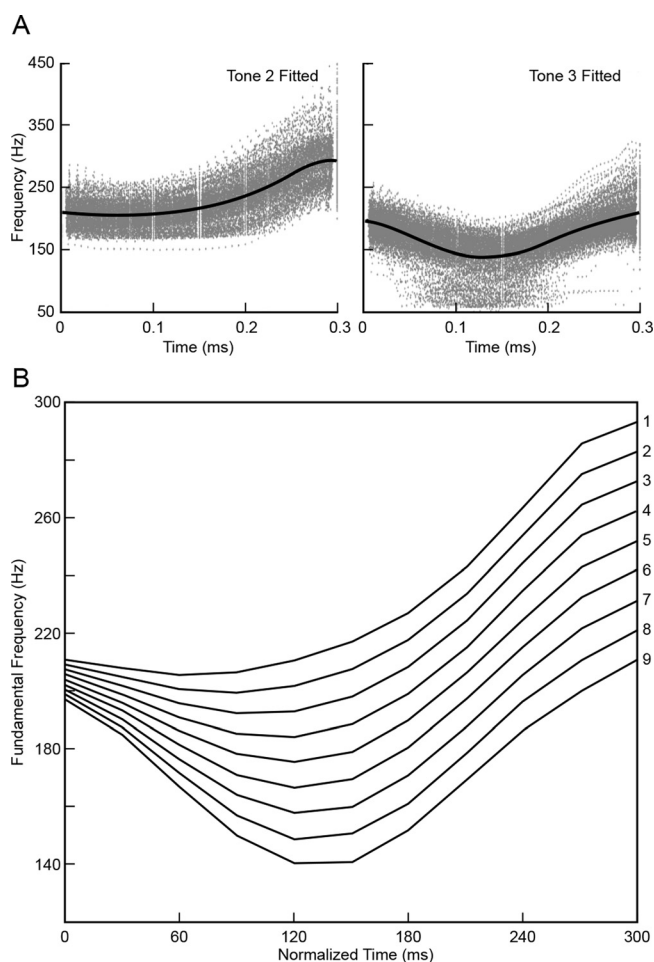 A
Tone 2 Fitted
Tone 3 Fitted
450
350
250
150
50
Frequency (Hz)
0 0.1 0.2 0.3
0 0.1 0.2 0.3
Time (ms)
Time (ms)
B
300
260
220
180
140
Fundamental Frequency
(Hz)
1
2
3
4
5
6
7
8
9
0 60 120 180 240 300
Normalized Time (ms)